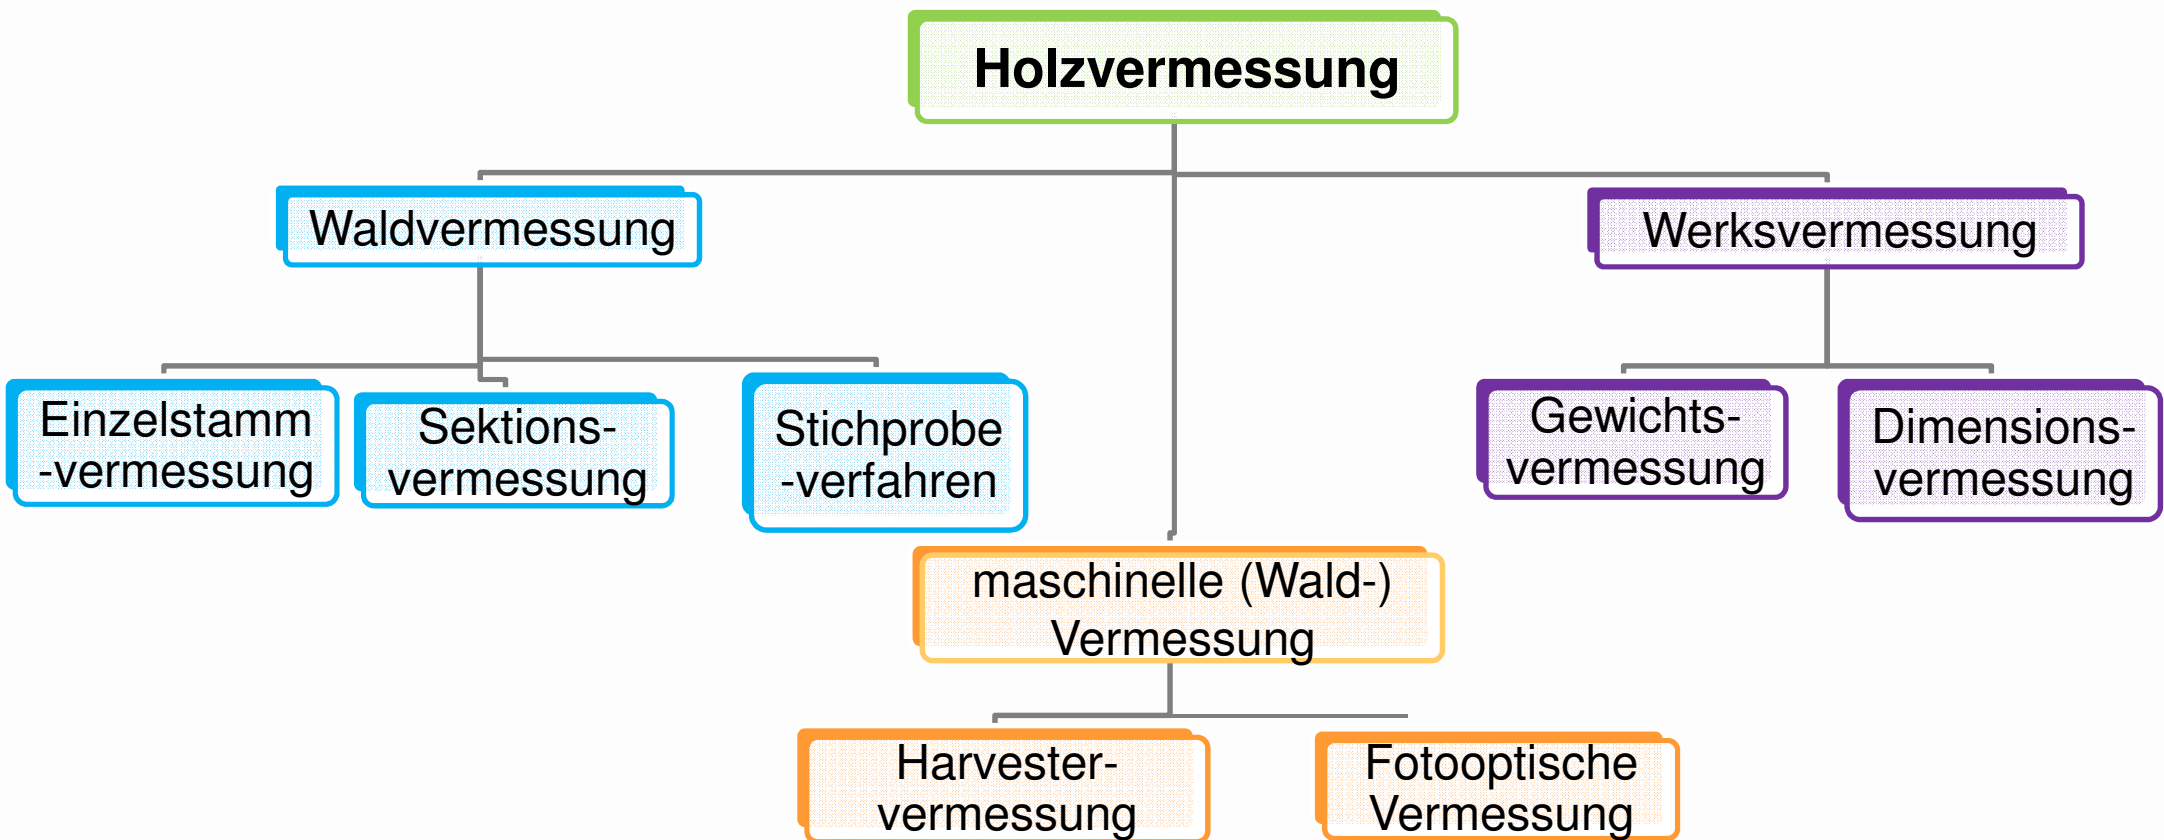 Holzvermessung
Waldvermessung
Werksvermessung
Einzelstamm
-vermessung
Sektions-
vermessung
Stichprobe
-verfahren
Gewichts-
vermessung
Dimensions-
vermessung
maschinelle (Wald-)
Vermessung
Harvester-
vermessung
Fotooptische
Vermessung